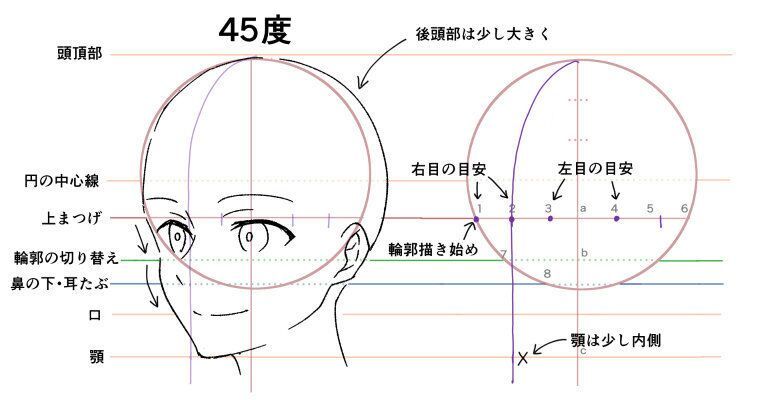 45度
後頭部は少し大きく
頭頂部
円の中心線
右目の目安
左目の目安
上まつげ
1
2
3
a
4
5
6
輪郭描き始め
輪郭の切り替え
7
b
鼻の下・耳たぶ
8
口
顎は少し内側
顎
x
c